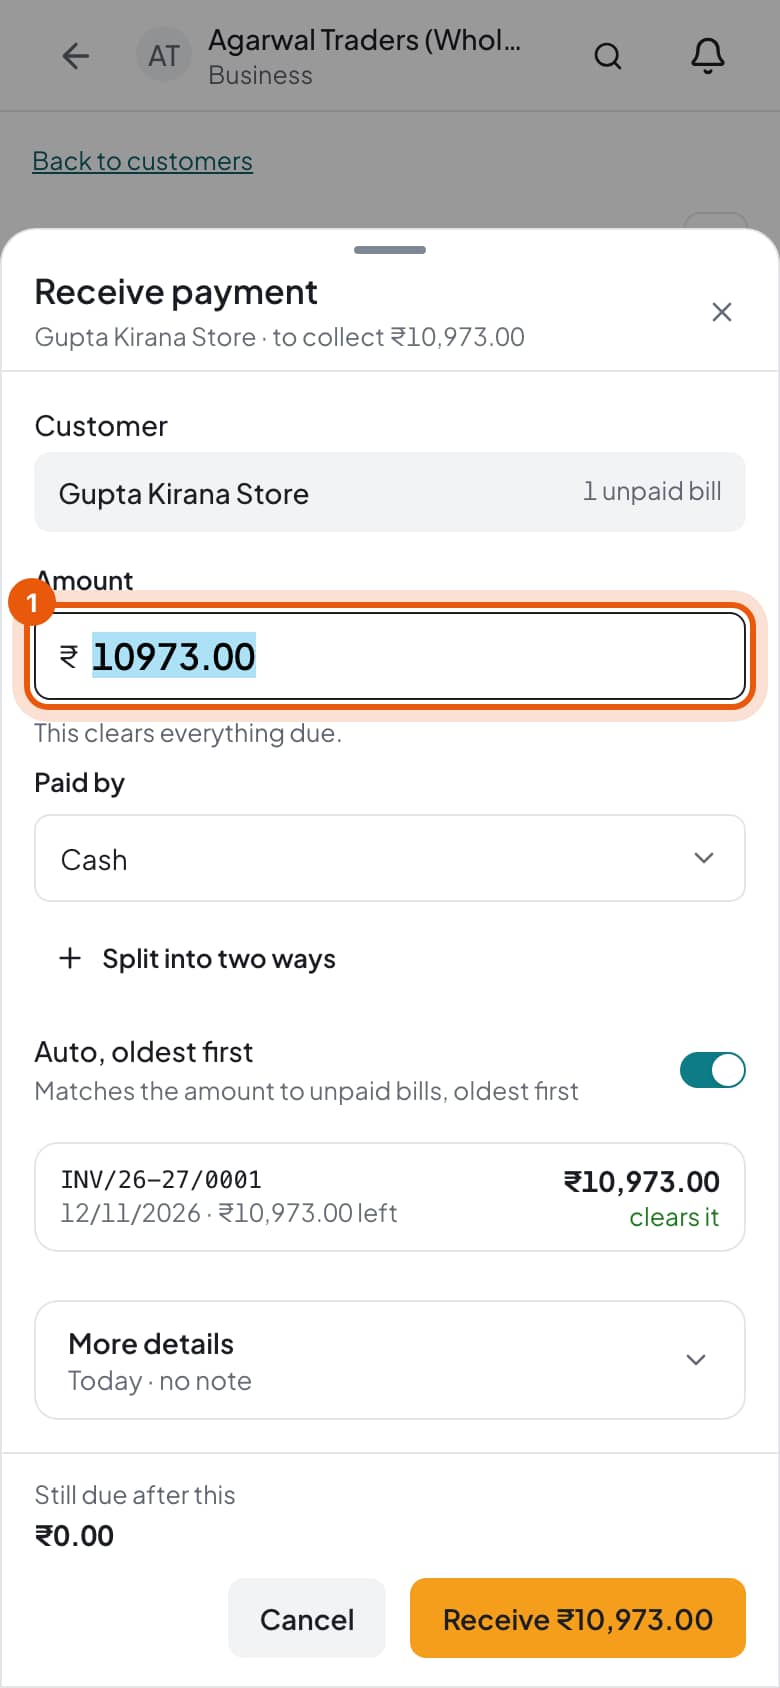 AT
Agarwal Traders (Whol...
Business
Back to customers
Receive payment
Gupta Kirana Store · to collect ₹10,973.00
Customer
Gupta Kirana Store
1 unpaid bill
Amount
1
₹ 10973.00
This clears everything due.
Paid by
Cash
+ Split into two ways
Auto, oldest first
Matches the amount to unpaid bills, oldest first
INV/26-27/0001
₹10,973.00
12/11/2026 · ₹10,973.00 left
clears it
More details
Today · no note
Still due after this
₹0.00
Cancel
Receive ₹10,973.00